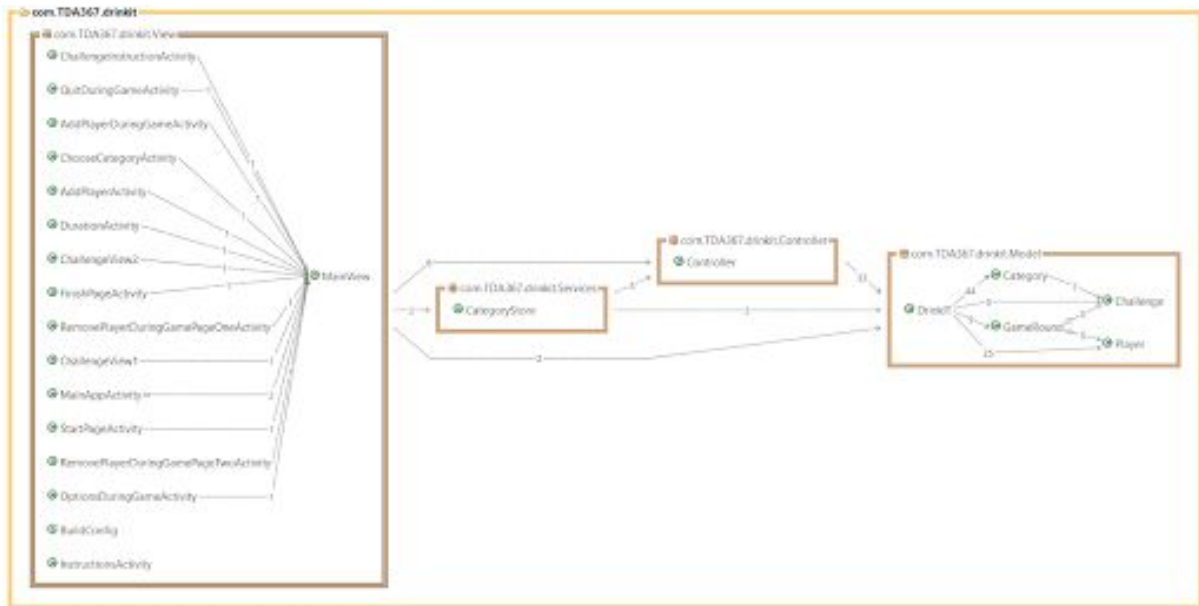 com.TDA367.drinkit
com.TDA367.drinkit.View
ChallengeInstructionActivity
QuitDuringGameActivity
AddPlayerDuringGameActivity
ChooseCategoryActivity
AddPlayerActivity
DurationActivity
ChallengeView2
FinishPageActivity
RemovePlayerDuringGamePageOneActivity
ChallengeView1
MainAppActivity
StartPageActivity
RemovePlayerDuringGamePageTwoActivity
OptionsDuringGameActivity
BuildConfig
InstructionsActivity
MainView
com.TDA367.drinkit.Services
CategoryStore
com.TDA367.drinkit.Controller
Controller
com.TDA367.drinkit.Model
DrinkIT
Category
GameRound
Challenge
Player
44